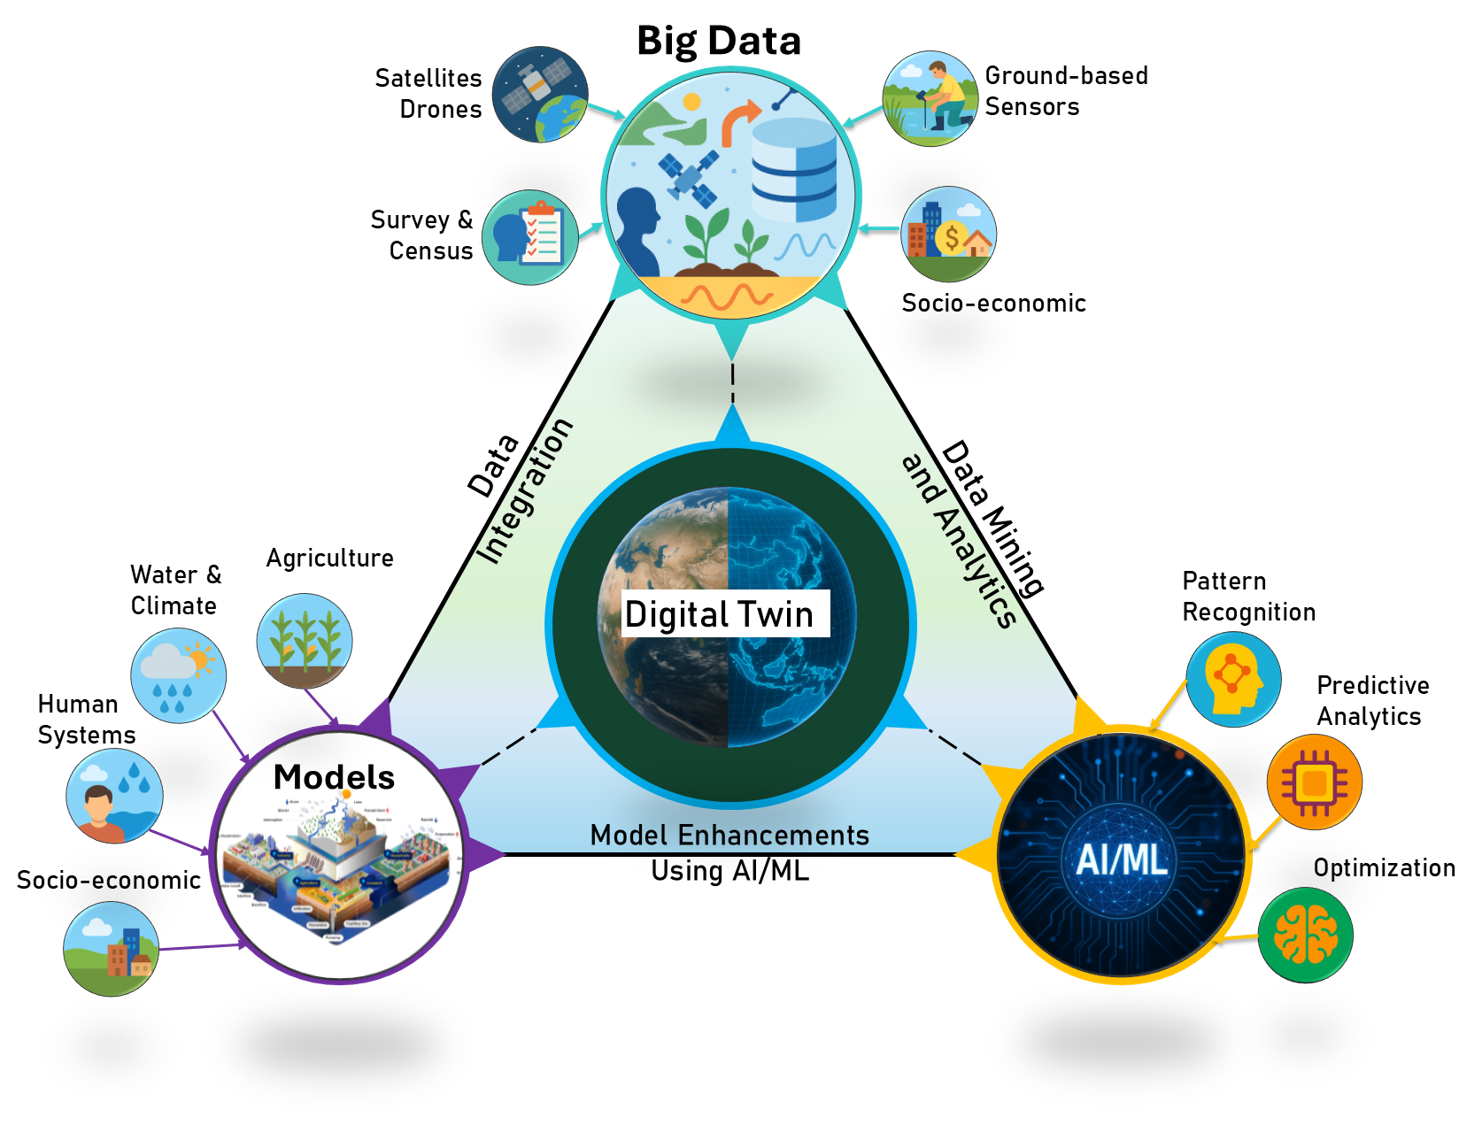 Big Data
Satellites
Drones
Ground-based
Sensors
Survey &
Census
$
Socio-economic
Data
Integration
Data Mining
and Analytics
Digital Twin
Agriculture
Water &
Climate
Human
Systems
Socio-economic
Models
Pattern
Recognition
Predictive
Analytics
Optimization
AI/ML
Model Enhancements
Using AI/ML